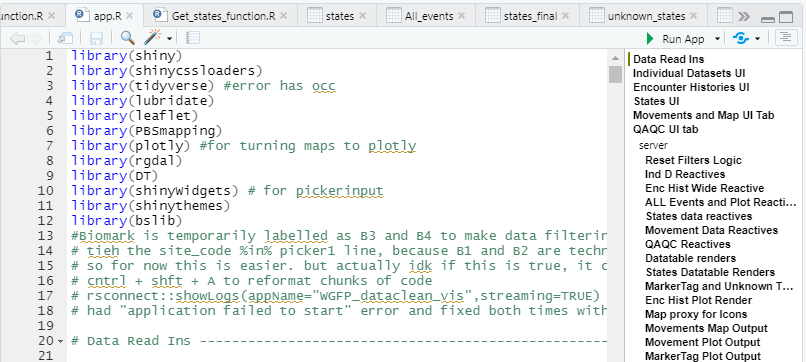 unction.R
app.R
Get_states_function.R
states
All_events
states_final
unknown_states
Run App
1 library(shiny)
2 library(shinycssloaders)
3 library(tidyverse) #error has occ
4 library(lubridate)
5 library(leaflet)
6 library(PBSmapping)
7 library(plotly) #for turning maps to plotly
8 library(rgdal)
9 library(DT)
10 library(shinyWidgets) # for pickerinput
11 library(shinythemes)
12 library(bslib)
13 #Biomark is temporarily labelled as B3 and B4 to make data filterin
14 # tieh the site_code %in% picker1 line, because B1 and B2 are techn
15 # so for now this is easier. but actually idk if this is true, it c
16 # cntrl + shft + A to reformat chunks of code
17 # rsconnect::showLogs(appName="WGFP_dataclean_vis",streaming=TRUE)
18 # had "application failed to start" error and fixed both times with
19
20 # Data Read Ins -----------------------------------------------------
21
Data Read Ins
Individual Datasets UI
Encounter Histories UI
States UI
Movements and Map UI Tab
QAQC UI tab
server
Reset Filters Logic
Ind D Reactives
Enc Hist Wide Reactive
ALL Events and Plot Reacti...
States data reactives
Movement Data Reactives
QAQC Reactives
Datatable renders
States Datatable Renders
MarkerTag and Unknown T...
Enc Hist Plot Render
Map proxy for Icons
Movements Map Output
Movement Plot Output
MarkerTag Plot Output